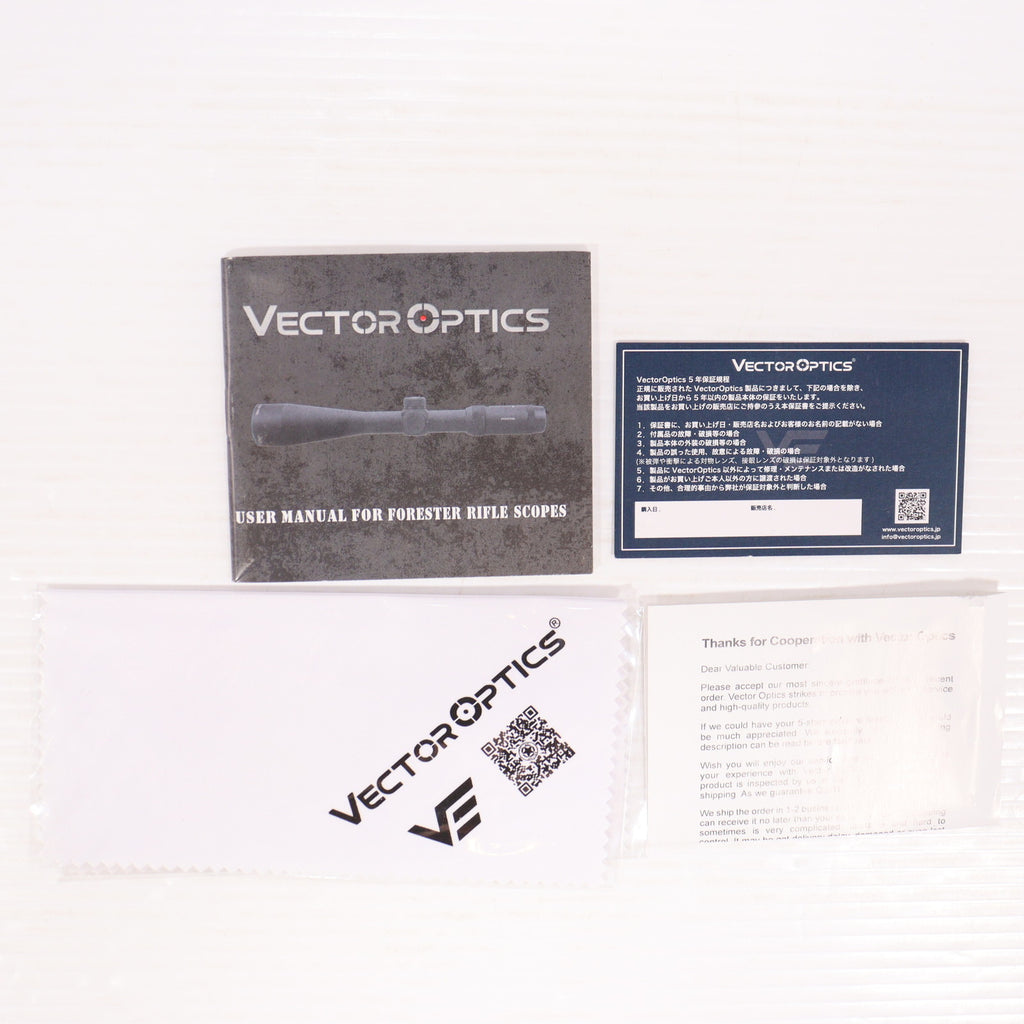 VECTOR OPTICS
USER MANUAL FOR FORESTER RIFLE SCOPES
VECTOR OPTICS®
VectorOptics 5 年保証規程
正規に販売された VectorOptics 製品につきまして、下記の場合を除き、
お買い上げ日から 5 年以内の製品本体の保証をいたします。
当該製品をお買い上げの販売店にご持参のうえ本保証書をご提示ください。
1、保証書に、お買い上げ日・販売店名およびお客様のお名前の記載がない場合
2、付属品の故障・破損等の場合
3、製品本体の外装の破損等の場合
4、製品の誤った使用、故意による故障・破損の場合
(※被弾や衝撃による対物レンズ、接眼レンズの破損は保証対象外となります)
5、製品に VectorOptics 以外によって修理・メンテナンスまたは改造がなされた場合
6、製品がお買い上げご本人以外の方に譲渡された場合
7、その他、合理的事由から弊社が保証対象外と判断した場合
購入日. 販売店名.
www.vectoroptics.jp
info@vectoroptics.jp
VECTOR OPTICS®
Thanks for Cooperation with Vector Optics
Dear Valuable Customer:
Please accept our most sincere gratitude recent
order. Vector Optics strikes to provide you service
and high-quality products.
If we could have your 5-star
be much appreciated. We
description can be read
Wish you will enjoy our
your experience with
product is inspected by
shipping. As we guarantee
We ship the order in 1-2
can receive it no later than your
sometimes is very complicated to
control. It may be